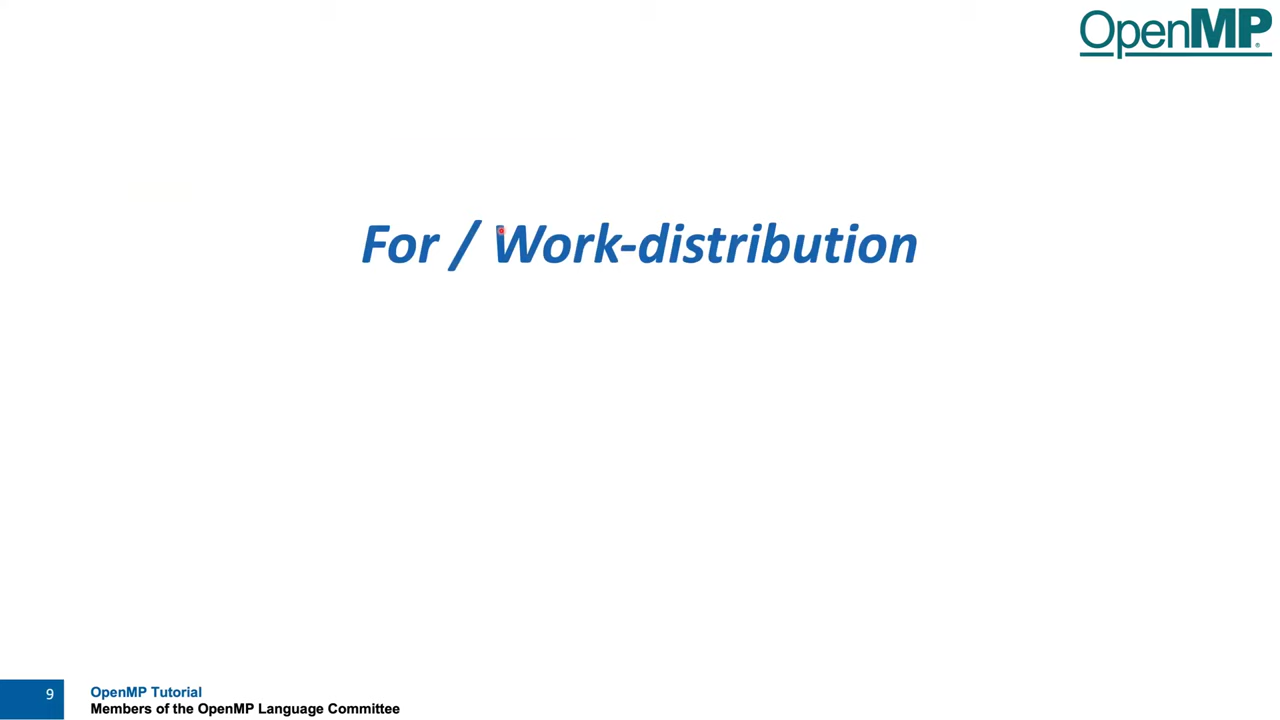 OpenMP®
For / Work-distribution
9
OpenMP Tutorial
Members of the OpenMP Language Committee